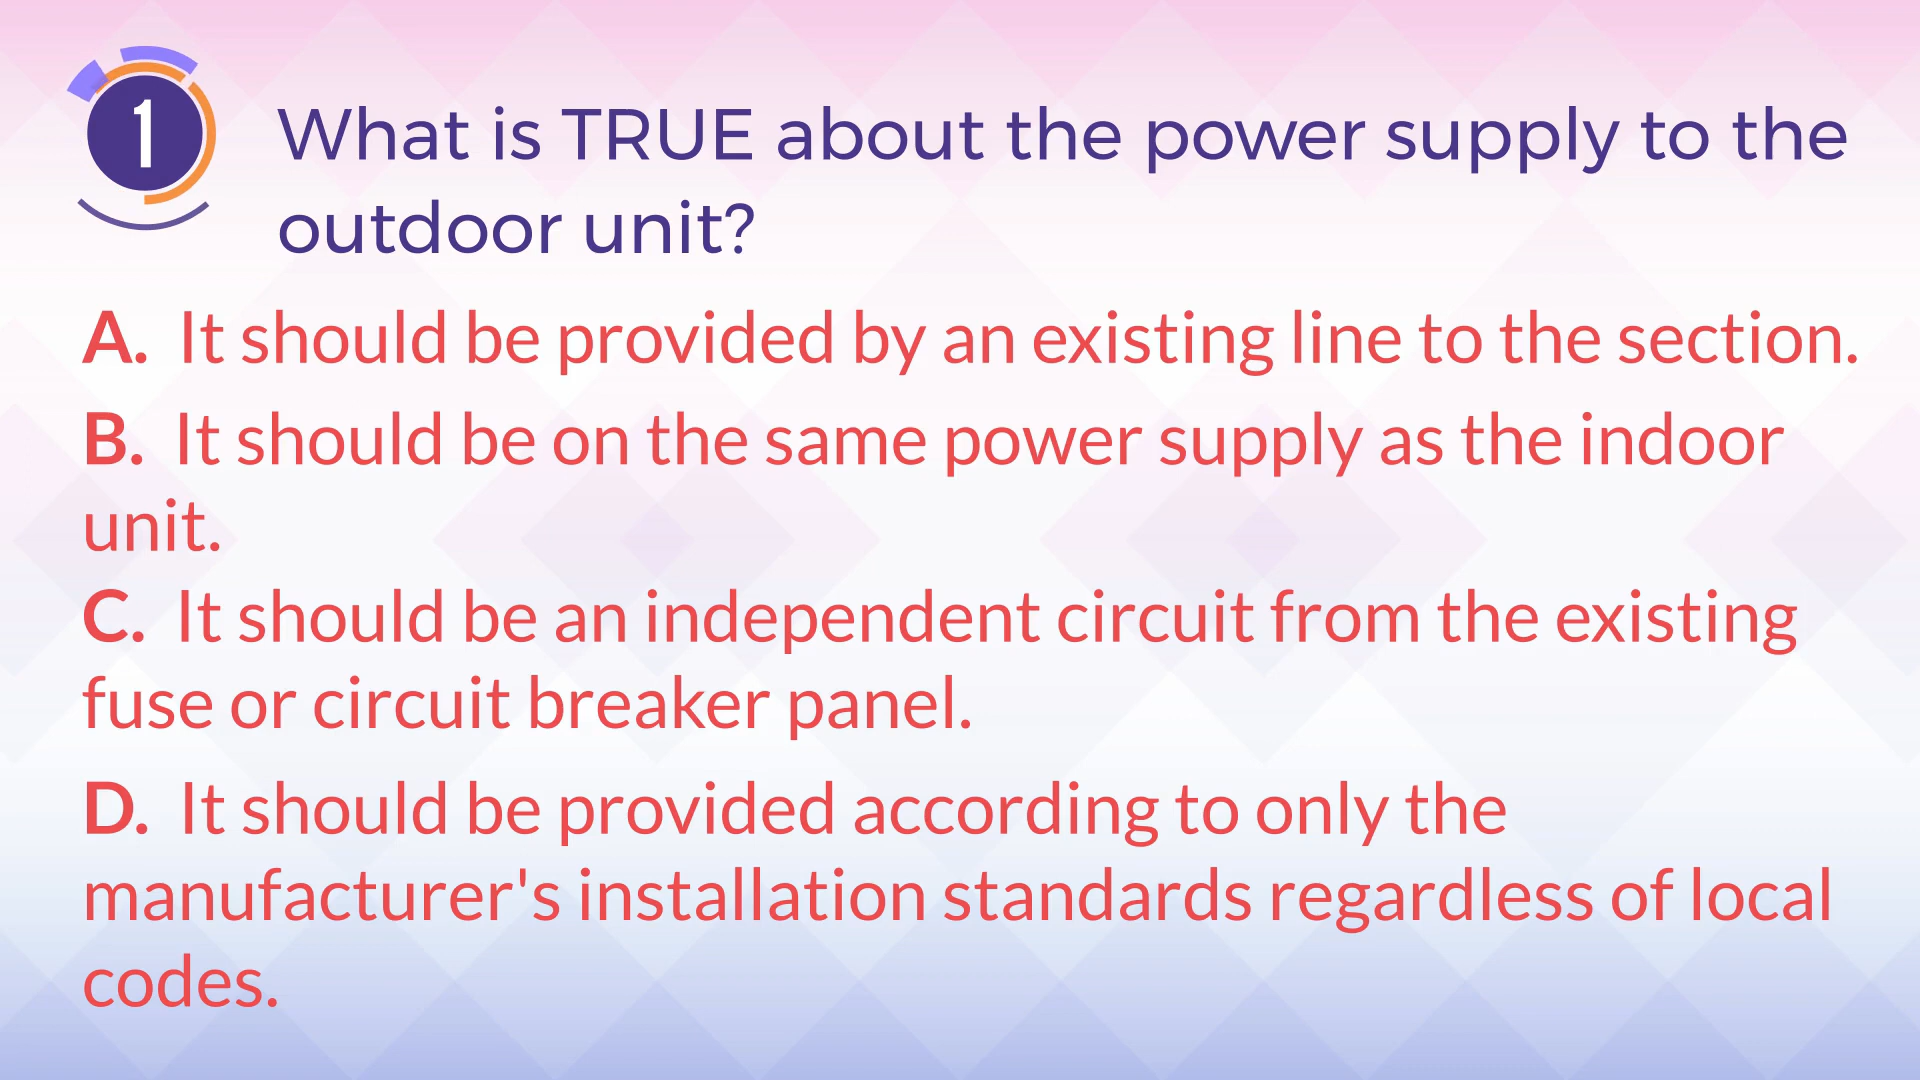 1
What is TRUE about the power supply to the
outdoor unit?
A. It should be provided by an existing line to the section.
B. It should be on the same power supply as the indoor
unit.
C. It should be an independent circuit from the existing
fuse or circuit breaker panel.
D. It should be provided according to only the
manufacturer's installation standards regardless of local
codes.